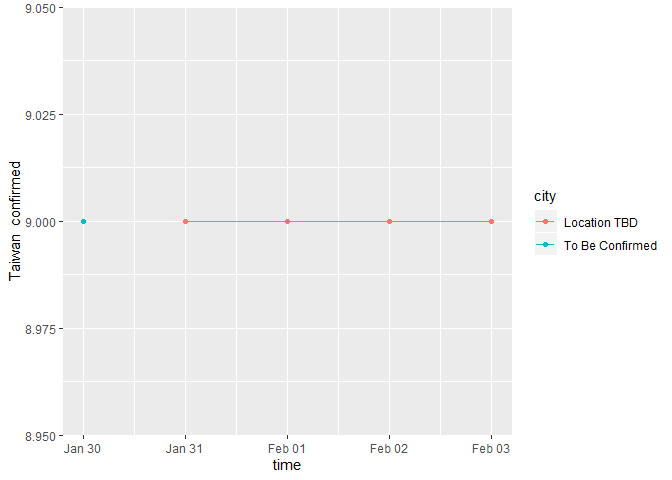 9.050
9.025
9.000
8.975
8.950
Taiwan confirmed
Jan 30 Jan 31 Feb 01 Feb 02 Feb 03
time
city
Location TBD
To Be Confirmed